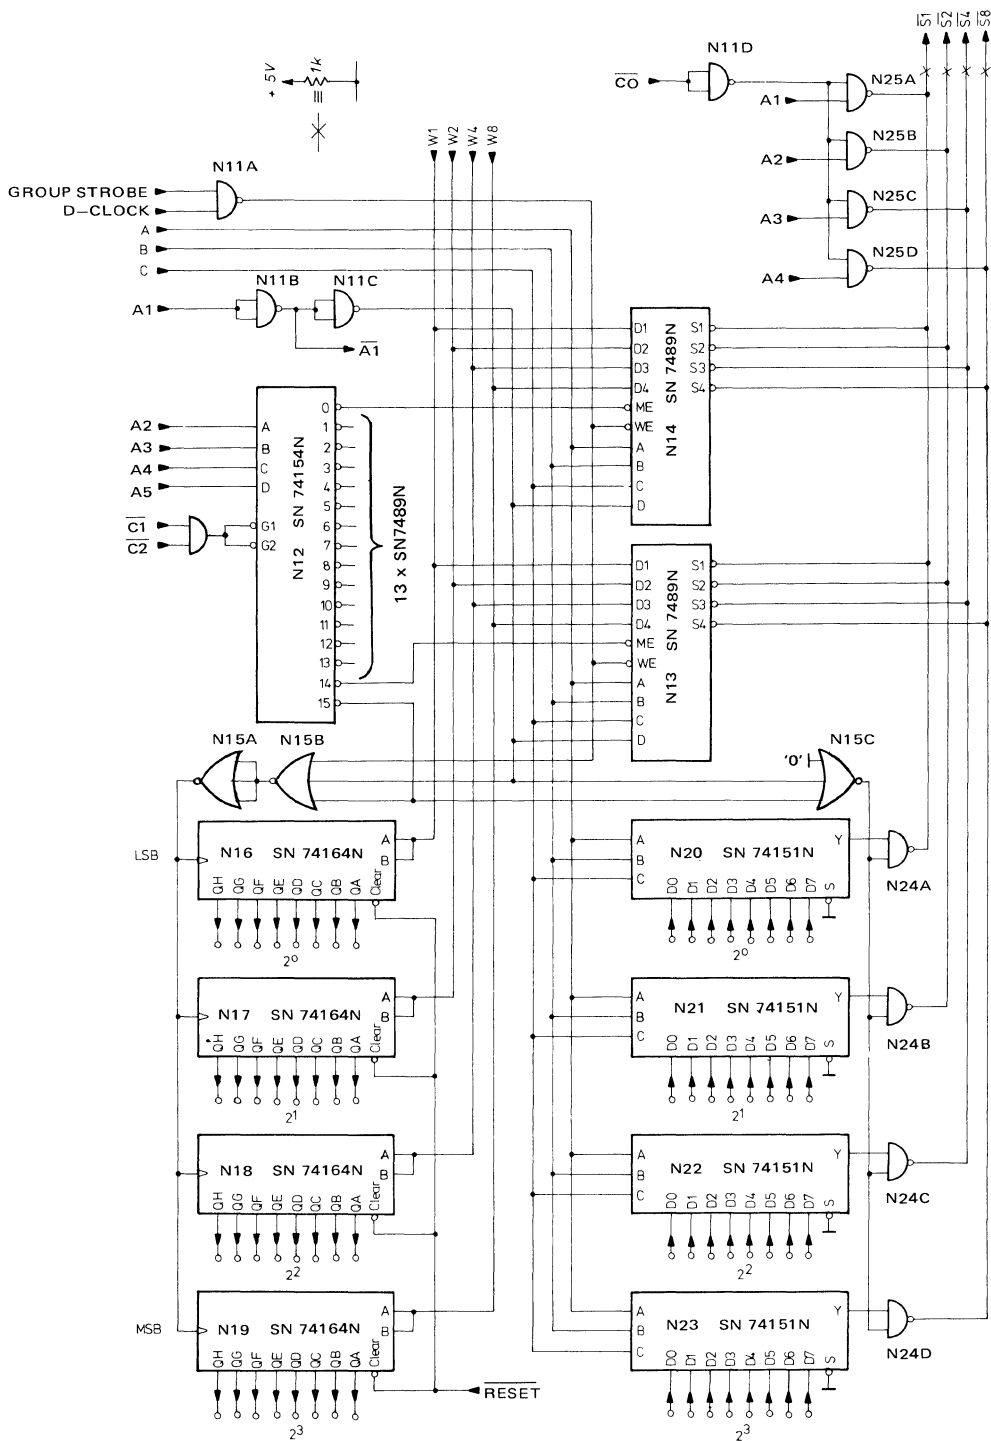 S1 S2 S4 S8
N11D
CO
N25A
A1
N25B
A2
N25C
A3
N25D
A4
+ 5V
1k
W1 W2 W4 W8
N11A
GROUP STROBE
D-CLOCK
A
B
C
N11B
N11C
A1
A1
D1 S1
D2 S2
D3 S3
D4 S4
ME
WE
A
B
C
D
N14 SN 7489N
A2 A 0
A3 B 1
A4 C 2
A5 D 3
4
5
C1 G1 6
C2 G2 7
8
9
10
11
12
13
14
15
N12 SN 74154N
13 x SN7489N
D1 S1
D2 S2
D3 S3
D4 S4
ME
WE
A
B
C
D
N13 SN 7489N
N15A
N15B
N15C
'0'
LSB
N16 SN 74164N
A
B
QH QG QF QE QD QC QB QA Clear
2⁰
N20 SN 74151N
A
B
C
Y
D0 D1 D2 D3 D4 D5 D6 D7 S
2⁰
N24A
N17 SN 74164N
A
B
QH QG QF QE QD QC QB QA Clear
2¹
N21 SN 74151N
A
B
C
Y
D0 D1 D2 D3 D4 D5 D6 D7 S
2¹
N24B
N18 SN 74164N
A
B
QH QG QF QE QD QC QB QA Clear
2²
N22 SN 74151N
A
B
C
Y
D0 D1 D2 D3 D4 D5 D6 D7 S
2²
N24C
MSB
N19 SN 74164N
A
B
QH QG QF QE QD QC QB QA Clear
2³
RESET
N23 SN 74151N
A
B
C
Y
D0 D1 D2 D3 D4 D5 D6 D7 S
2³
N24D